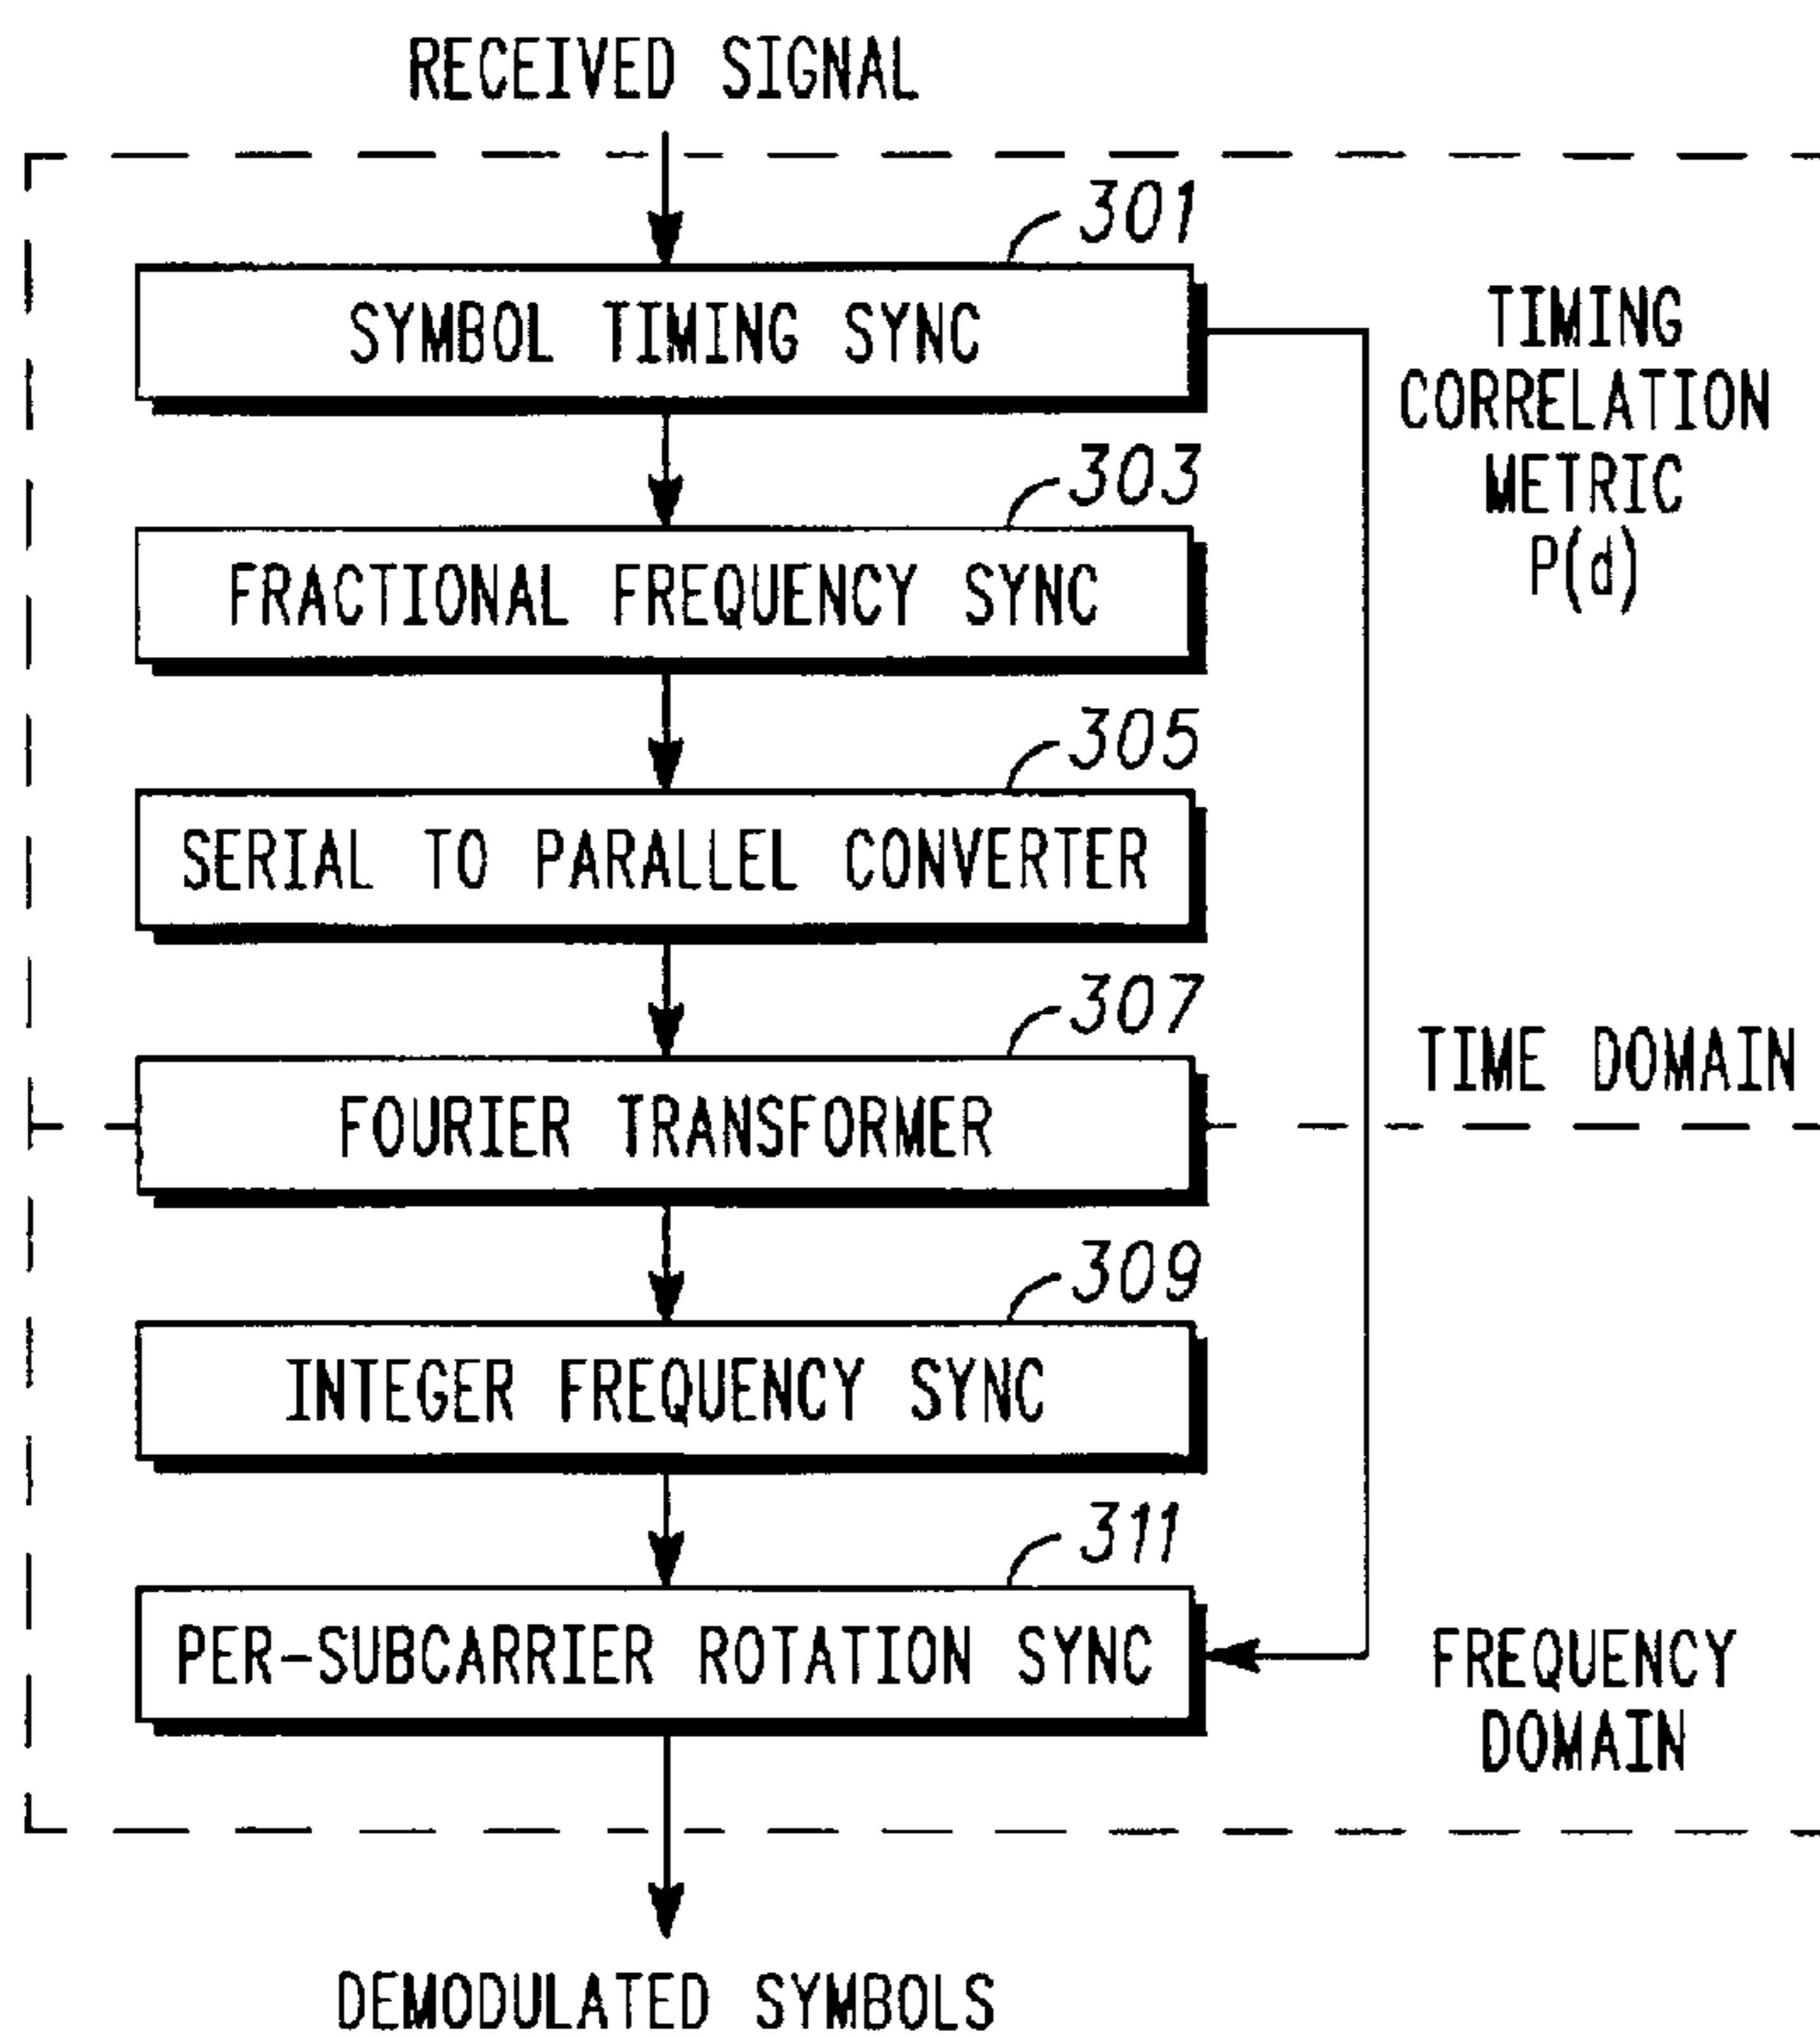 RECEIVED SIGNAL
301
SYMBOL TIMING SYNC
TIMING
CORRELATION
METRIC
P(d)
303
FRACTIONAL FREQUENCY SYNC
305
SERIAL TO PARALLEL CONVERTER
307
TIME DOMAIN
FOURIER TRANSFORMER
309
INTEGER FREQUENCY SYNC
311
PER-SUBCARRIER ROTATION SYNC
FREQUENCY
DOMAIN
DEMODULATED SYMBOLS